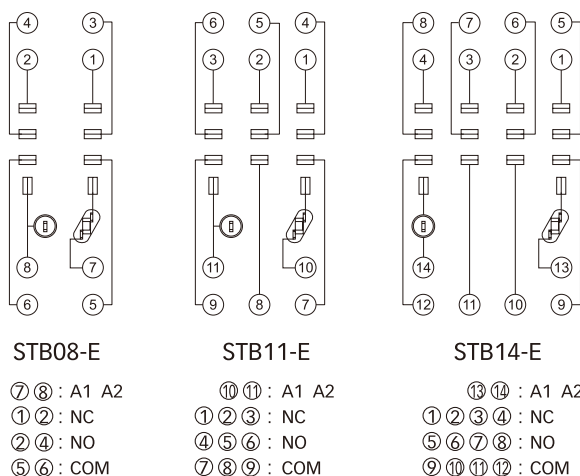 ④ ③ ⑥ ⑤ ④ ⑧ ⑦ ⑥ ⑤
② ① ③ ② ① ④ ③ ② ①
⑧ ⑦ ⑪ ⑩ ⑭ ⑬
⑥ ⑤ ⑨ ⑧ ⑦ ⑫ ⑪ ⑩ ⑨
STB08-E STB11-E STB14-E
⑦⑧: A1 A2 ⑩⑪: A1 A2 ⑬⑭: A1 A2
①②: NC ①②③: NC ①②③④: NC
②④: NO ④⑤⑥: NO ⑤⑥⑦⑧: NO
⑤⑥: COM ⑦⑧⑨: COM ⑨⑩⑪⑫: COM